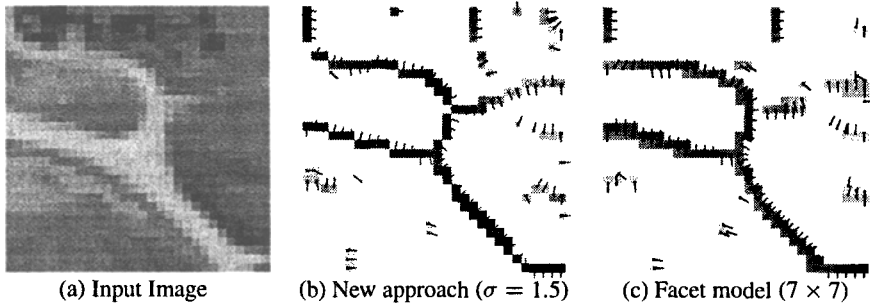 (a) Input Image
(b) New approach (σ = 1.5)
(c) Facet model (7 × 7)